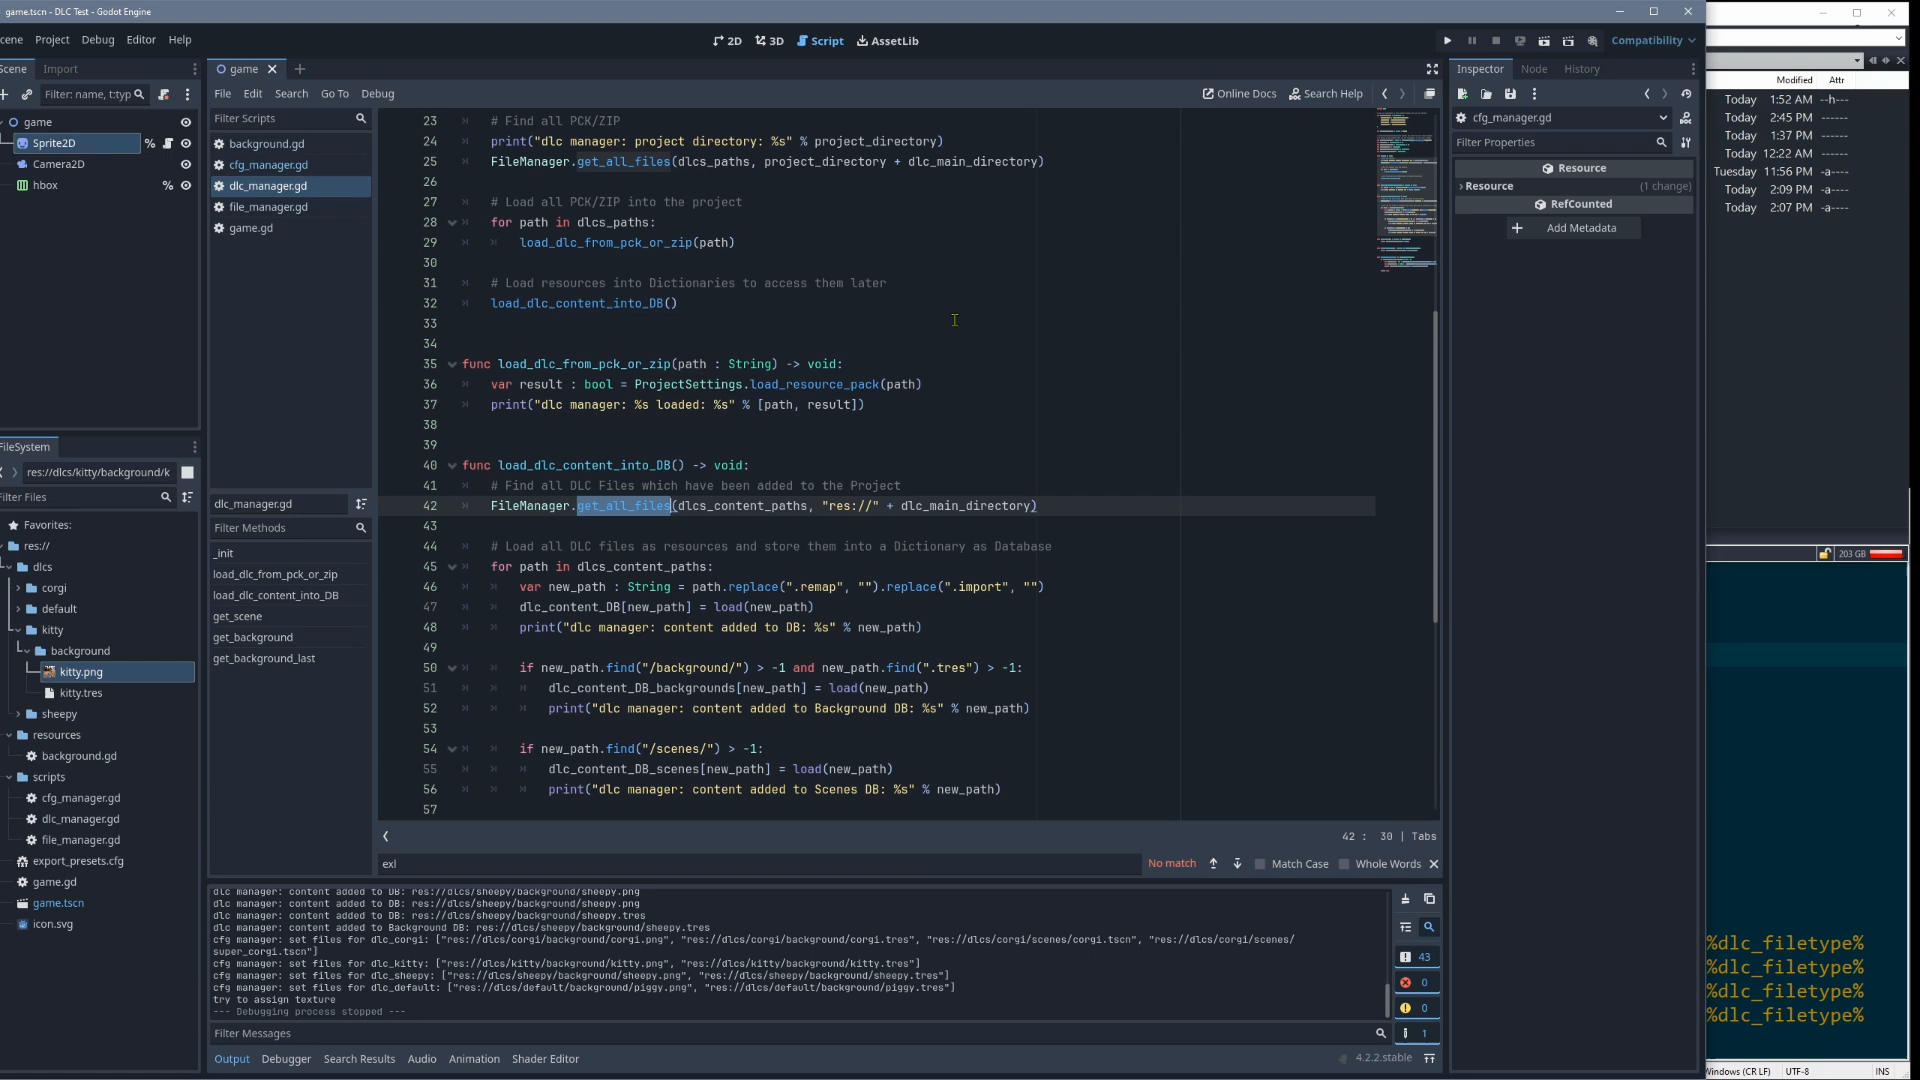 game.tscn - DLC Test - Godot Engine
cene Project Debug Editor Help
2D 3D Script AssetLib
Compatibility
Scene Import
Filter: name, t:typ
game
Sprite2D
Camera2D
hbox
game
File Edit Search Go To Debug
Online Docs Search Help
Filter Scripts
background.gd
cfg_manager.gd
dlc_manager.gd
file_manager.gd
game.gd
dlc_manager.gd
Filter Methods
_init
load_dlc_from_pck_or_zip
load_dlc_content_into_DB
get_scene
get_background
get_background_last
FileSystem
res://dlcs/kitty/background/k
Filter Files
Favorites:
res://
dlcs
corgi
default
kitty
background
kitty.png
kitty.tres
sheepy
resources
background.gd
scripts
cfg_manager.gd
dlc_manager.gd
file_manager.gd
export_presets.cfg
game.gd
game.tscn
icon.svg
23 # Find all PCK/ZIP
24 print("dlc manager: project directory: %s" % project_directory)
25 FileManager.get_all_files(dlcs_paths, project_directory + dlc_main_directory)
26
27 # Load all PCK/ZIP into the project
28 for path in dlcs_paths:
29 load_dlc_from_pck_or_zip(path)
30
31 # Load resources into Dictionaries to access them later
32 load_dlc_content_into_DB()
33
34
35 func load_dlc_from_pck_or_zip(path : String) -> void:
36 var result : bool = ProjectSettings.load_resource_pack(path)
37 print("dlc manager: %s loaded: %s" % [path, result])
38
39
40 func load_dlc_content_into_DB() -> void:
41 # Find all DLC Files which have been added to the Project
42 FileManager.get_all_files(dlcs_content_paths, "res://" + dlc_main_directory)
43
44 # Load all DLC files as resources and store them into a Dictionary as Database
45 for path in dlcs_content_paths:
46 var new_path : String = path.replace(".remap", "").replace(".import", "")
47 dlc_content_DB[new_path] = load(new_path)
48 print("dlc manager: content added to DB: %s" % new_path)
49
50 if new_path.find("/background/") > -1 and new_path.find(".tres") > -1:
51 dlc_content_DB_backgrounds[new_path] = load(new_path)
52 print("dlc manager: content added to Background DB: %s" % new_path)
53
54 if new_path.find("/scenes/") > -1:
55 dlc_content_DB_scenes[new_path] = load(new_path)
56 print("dlc manager: content added to Scenes DB: %s" % new_path)
57
42 : 30 | Tabs
exl
No match Match Case Whole Words
dlc manager: content added to DB: res://dlcs/sheepy/background/sheepy.png
dlc manager: content added to DB: res://dlcs/sheepy/background/sheepy.png
dlc manager: content added to DB: res://dlcs/sheepy/background/sheepy.tres
dlc manager: content added to Background DB: res://dlcs/sheepy/background/sheepy.tres
cfg manager: set files for dlc_corgi: ["res://dlcs/corgi/background/corgi.png", "res://dlcs/corgi/background/corgi.tres", "res://dlcs/corgi/scenes/corgi.tscn", "res://dlcs/corgi/scenes/
super_corgi.tscn"]
cfg manager: set files for dlc_kitty: ["res://dlcs/kitty/background/kitty.png", "res://dlcs/kitty/background/kitty.tres"]
cfg manager: set files for dlc_sheepy: ["res://dlcs/sheepy/background/sheepy.png", "res://dlcs/sheepy/background/sheepy.tres"]
cfg manager: set files for dlc_default: ["res://dlcs/default/background/piggy.png", "res://dlcs/default/background/piggy.tres"]
try to assign texture
--- Debugging process stopped ---
Filter Messages
43
0
0
1
Output Debugger Search Results Audio Animation Shader Editor
4.2.2.stable
Inspector Node History
cfg_manager.gd
Filter Properties
Resource
Resource (1 change)
RefCounted
Add Metadata
Modified Attr
Today 1:52 AM --h---
Today 2:45 PM ------
Today 1:37 PM ------
Today 12:22 AM ------
Tuesday 11:56 PM -a----
Today 2:09 PM -a----
Today 2:07 PM -a----
203 GB
%dlc_filetype%
%dlc_filetype%
%dlc_filetype%
%dlc_filetype%
Windows (CR LF) UTF-8 INS